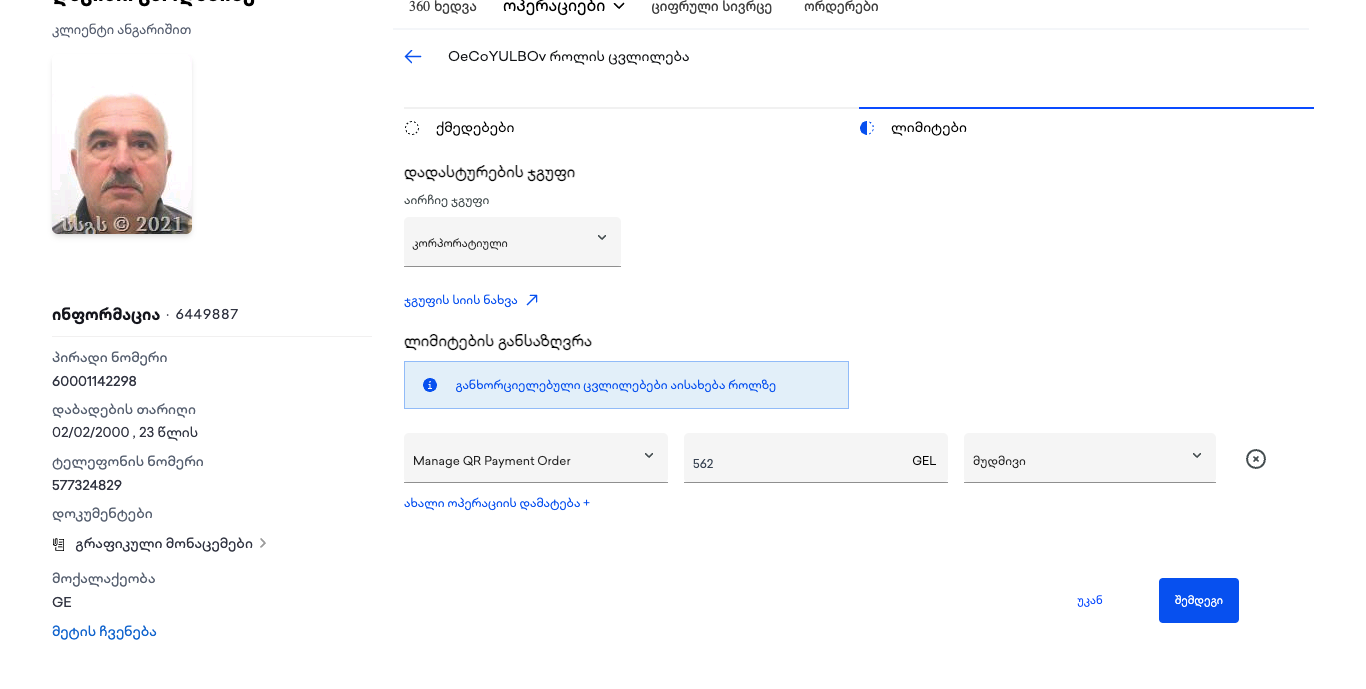 360 ხედვა ოპერაციები ციფრული სივრცე ორდერები
კლიენტი ანგარიშით
სსგს © 2021
ინფორმაცია · 6449887
პირადი ნომერი
60001142298
დაბადების თარიღი
02/02/2000 , 23 წლის
ტელეფონის ნომერი
577324829
დოკუმენტები
გრაფიკული მონაცემები
მოქალაქეობა
GE
მეტის ჩვენება
OeCoYULBOv როლის ცვლილება
ქმედებები
ლიმიტები
დადასტურების ჯგუფი
აირჩიე ჯგუფი
კორპორატიული
ჯგუფის სიის ნახვა
ლიმიტების განსაზღვრა
განხორციელებული ცვლილებები აისახება როლზე
Manage QR Payment Order 562 GEL მუდმივი
ახალი ოპერაციის დამატება +
უკან შემდეგი